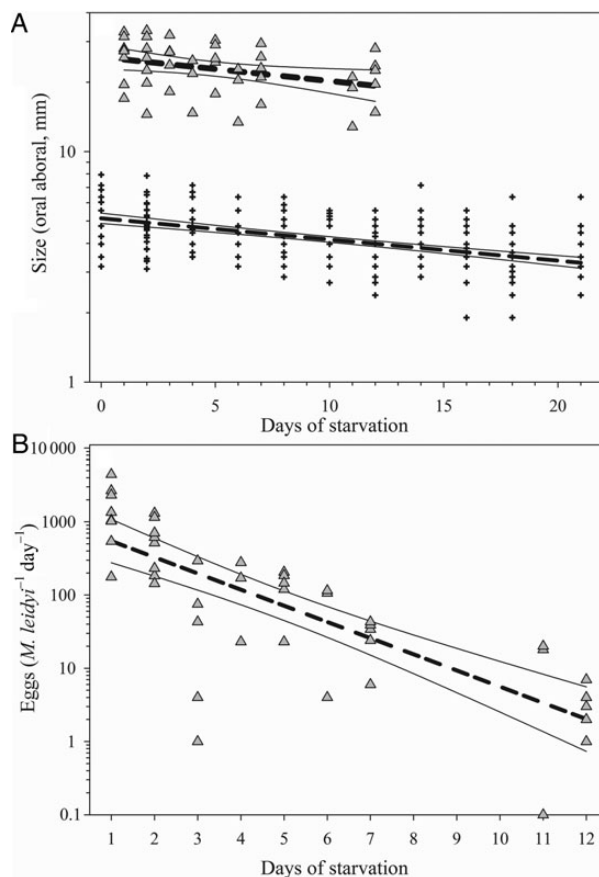 A
10
1
Size (oral aboral, mm)
0 5 10 15 20
Days of starvation
B
10 000
1000
100
10
1
0.1
Eggs (M. leidyi⁻¹ day⁻¹)
1 2 3 4 5 6 7 8 9 10 11 12
Days of starvation